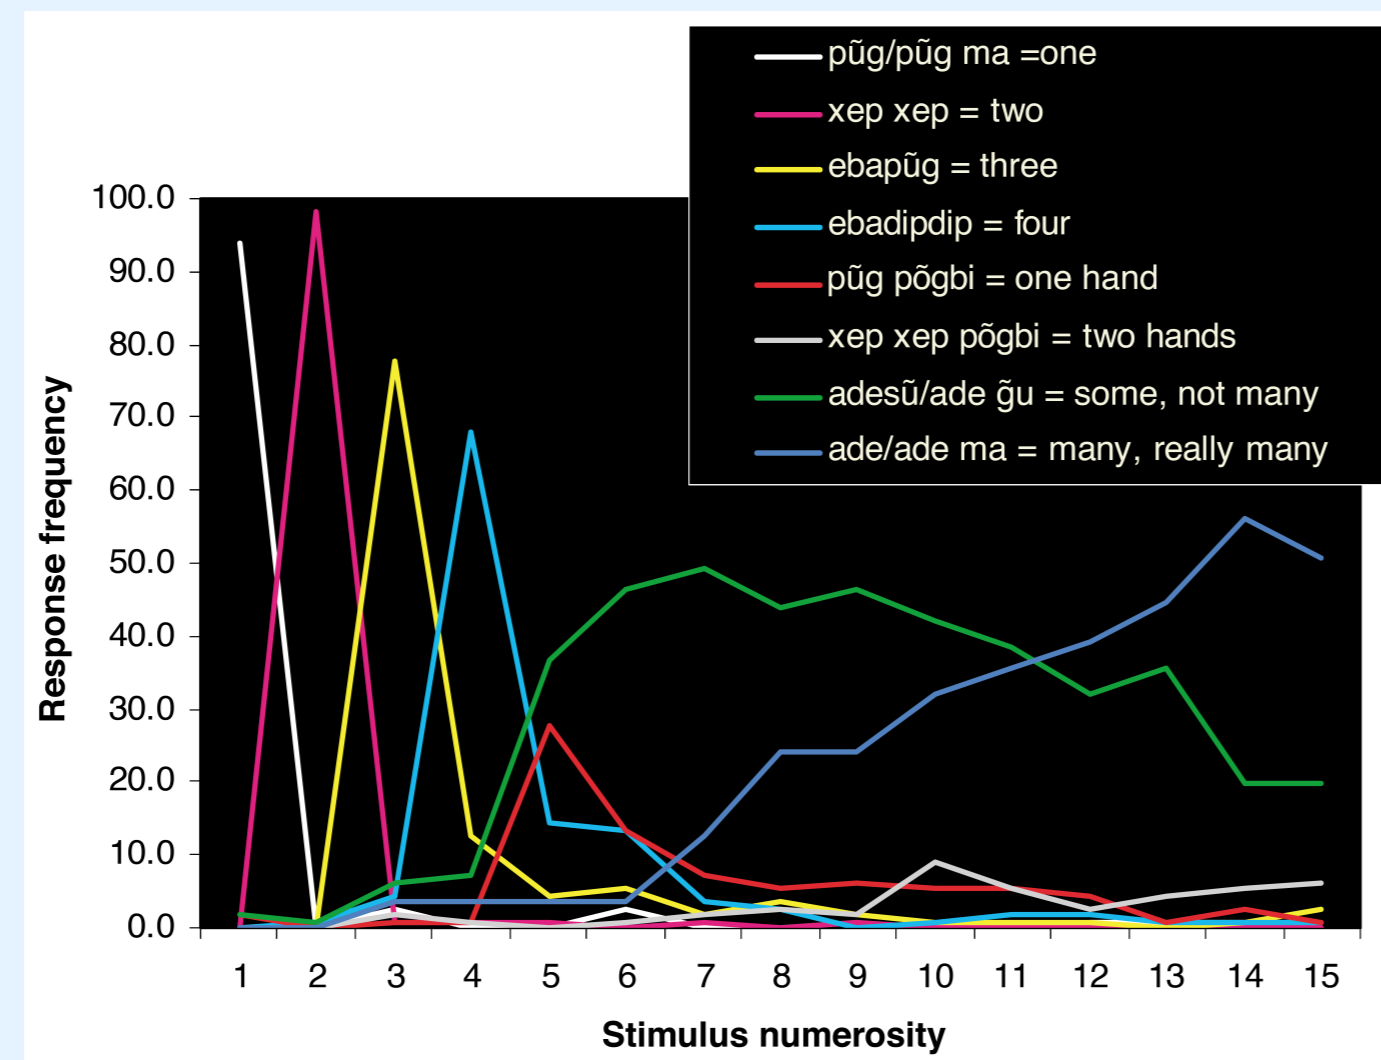 pũg/pũg ma =one
xep xep = two
ebapũg = three
ebadipdip = four
pũg põgbi = one hand
xep xep põgbi = two hands
adesũ/ade g̃u = some, not many
ade/ade ma = many, really many
100.0
90.0
80.0
70.0
60.0
50.0
40.0
30.0
20.0
10.0
0.0
Response frequency
1 2 3 4 5 6 7 8 9 10 11 12 13 14 15
Stimulus numerosity